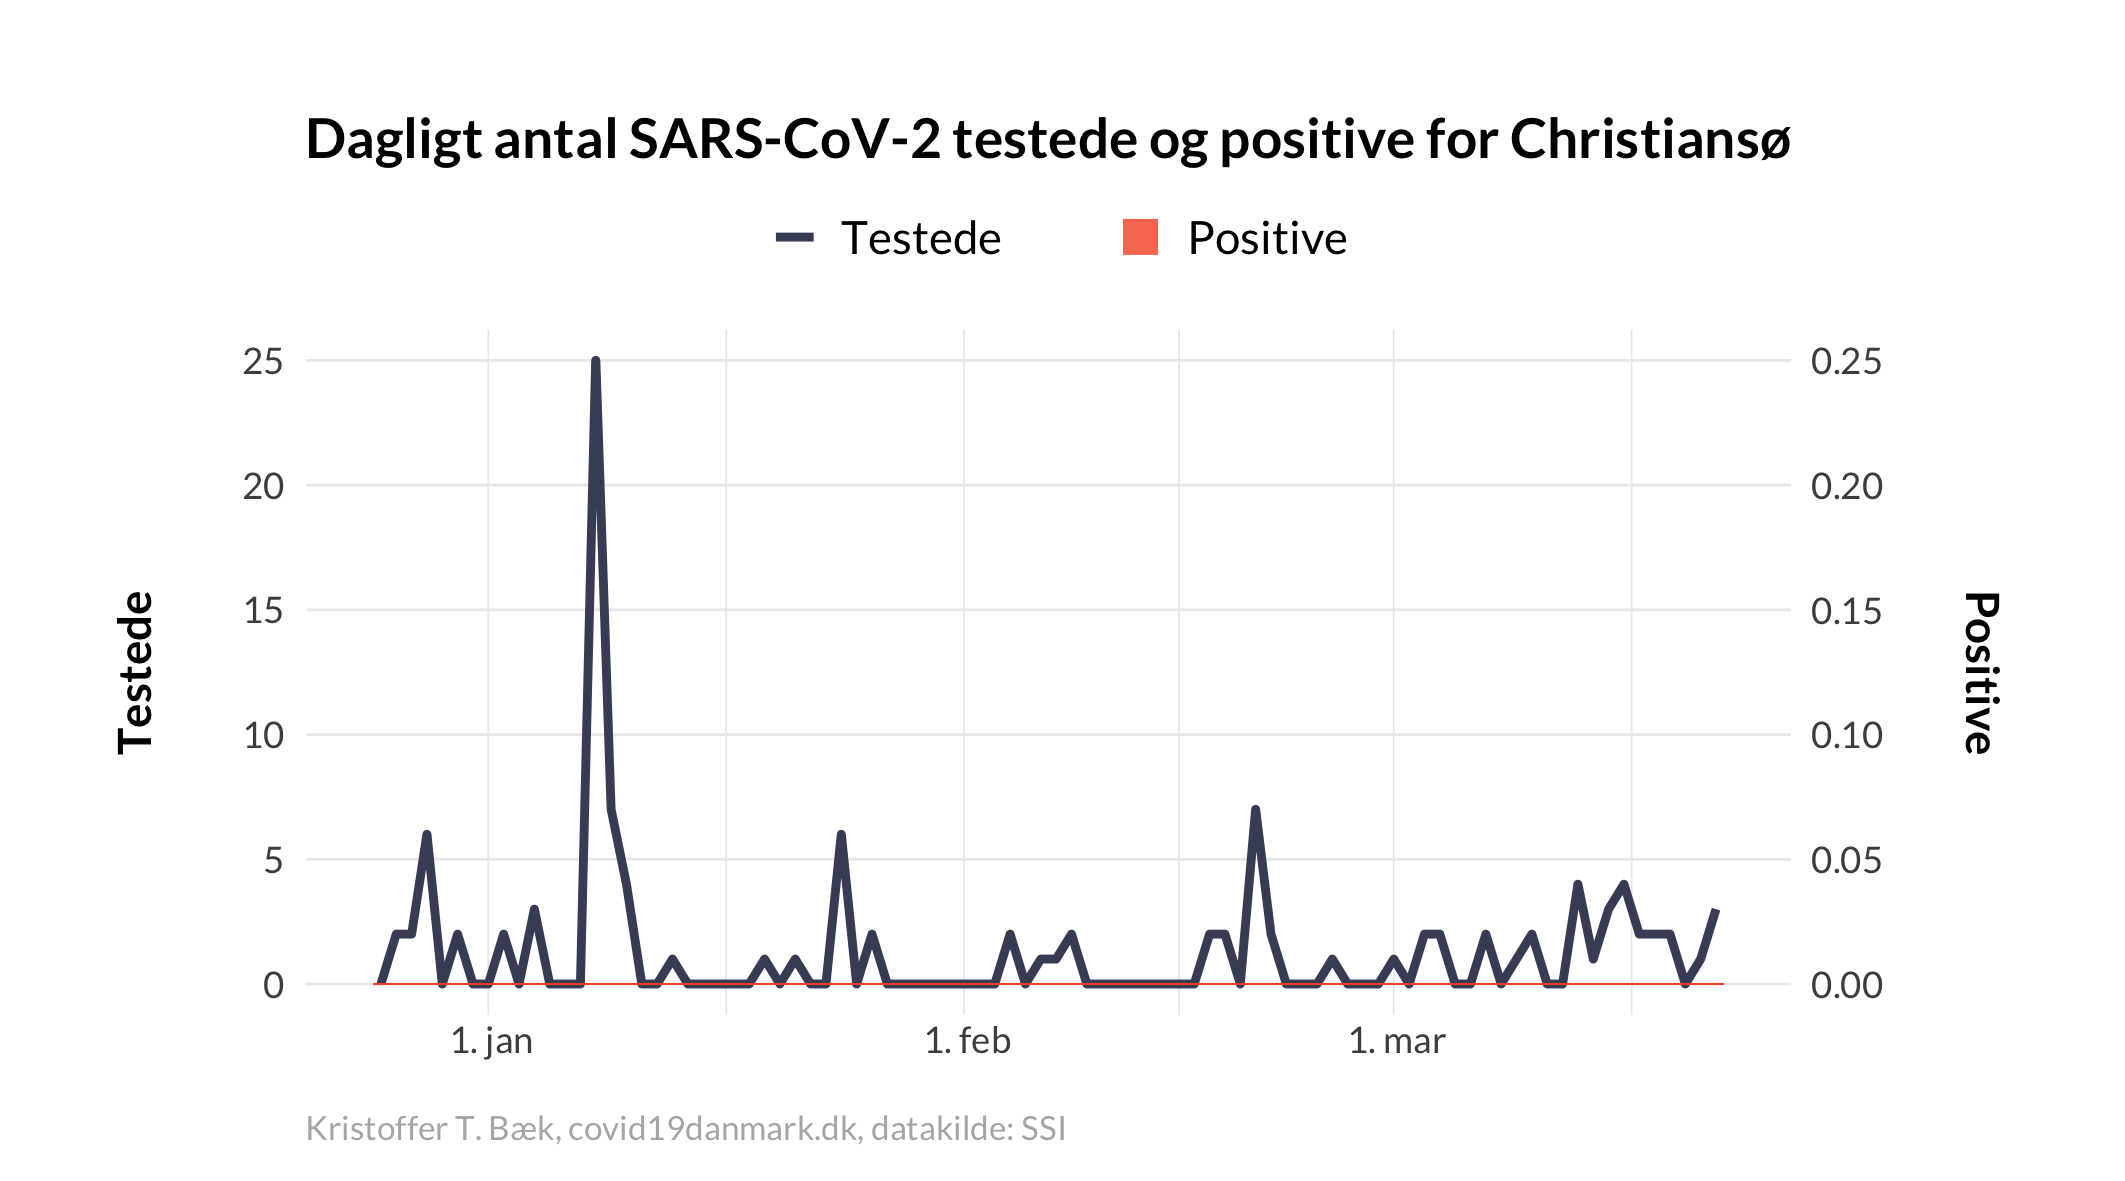 Dagligt antal SARS-CoV-2 testede og positive for Christiansø
Testede
Positive
25
20
15
10
5
0
Testede
0.25
0.20
0.15
0.10
0.05
0.00
Positive
1. jan
1. feb
1. mar
Kristoffer T. Bæk, covid19danmark.dk, datakilde: SSI